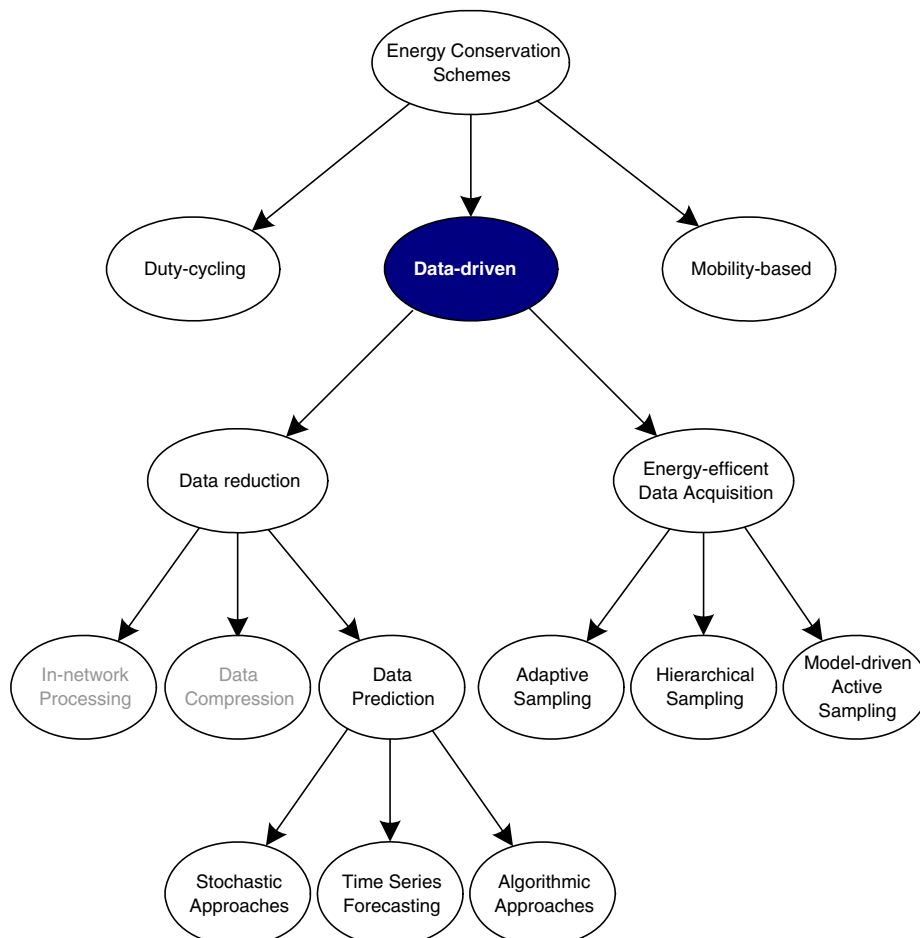 Energy Conservation
Schemes
Duty-cycling
Data-driven
Mobility-based
Data reduction
Energy-efficent
Data Acquisition
In-network
Processing
Data
Compression
Data
Prediction
Adaptive
Sampling
Hierarchical
Sampling
Model-driven
Active
Sampling
Stochastic
Approaches
Time Series
Forecasting
Algorithmic
Approaches